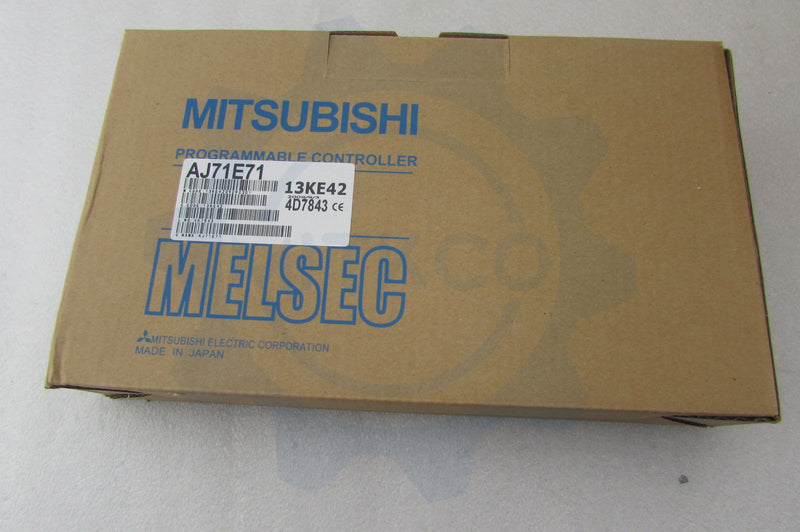 MITSUBISHI
PROGRAMMABLE CONTROLLER
AJ71E71
13KE42
4D7843 CE
MELSEC
MITSUBISHI ELECTRIC CORPORATION
MADE IN JAPAN